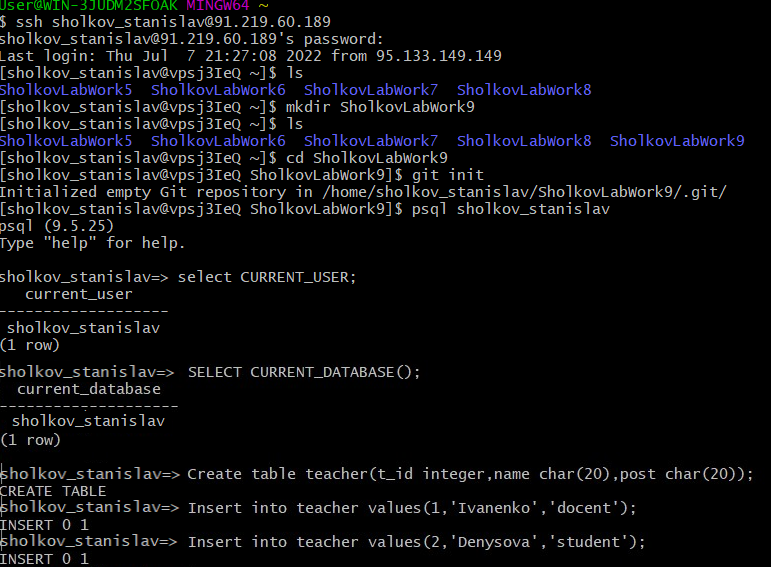 User@WIN-3JUDM2SFOAK MINGW64 ~
$ ssh sholkov_stanislav@91.219.60.189
sholkov_stanislav@91.219.60.189's password:
Last login: Thu Jul  7 21:27:08 2022 from 95.133.149.149
[sholkov_stanislav@vpsj3IeQ ~]$ ls
SholkovLabWork5  SholkovLabWork6  SholkovLabWork7  SholkovLabWork8
[sholkov_stanislav@vpsj3IeQ ~]$ mkdir SholkovLabWork9
[sholkov_stanislav@vpsj3IeQ ~]$ ls
SholkovLabWork5  SholkovLabWork6  SholkovLabWork7  SholkovLabWork8  SholkovLabWork9
[sholkov_stanislav@vpsj3IeQ ~]$ cd SholkovLabWork9
[sholkov_stanislav@vpsj3IeQ SholkovLabWork9]$ git init
Initialized empty Git repository in /home/sholkov_stanislav/SholkovLabWork9/.git/
[sholkov_stanislav@vpsj3IeQ SholkovLabWork9]$ psql sholkov_stanislav
psql (9.5.25)
Type "help" for help.
sholkov_stanislav=> select CURRENT_USER;
current_user
-------------------
sholkov_stanislav
(1 row)
sholkov_stanislav=> SELECT CURRENT_DATABASE();
current_database
--------------------
sholkov_stanislav
(1 row)
sholkov_stanislav=> Create table teacher(t_id integer,name char(20),post char(20));
CREATE TABLE
sholkov_stanislav=> Insert into teacher values(1,'Ivanenko','docent');
INSERT 0 1
sholkov_stanislav=> Insert into teacher values(2,'Denysova','student');
INSERT 0 1